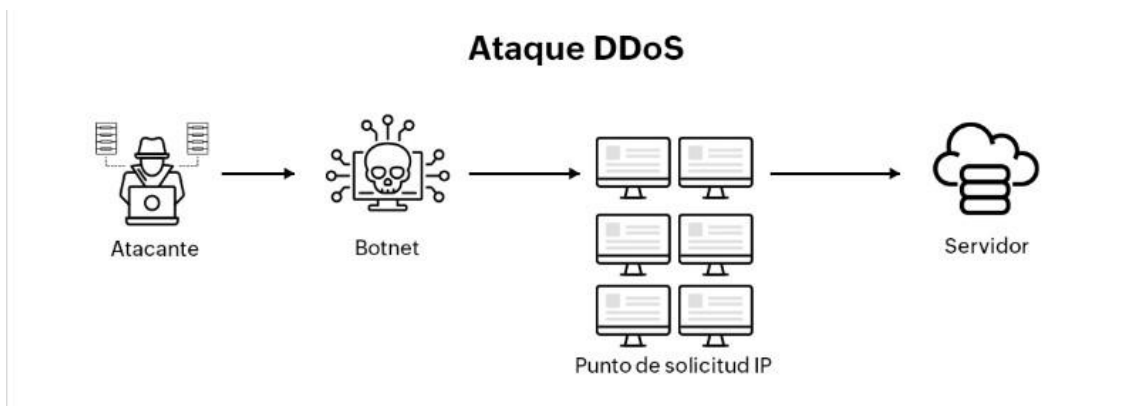 Ataque DDoS
Atacante
Botnet
Punto de solicitud IP
Servidor